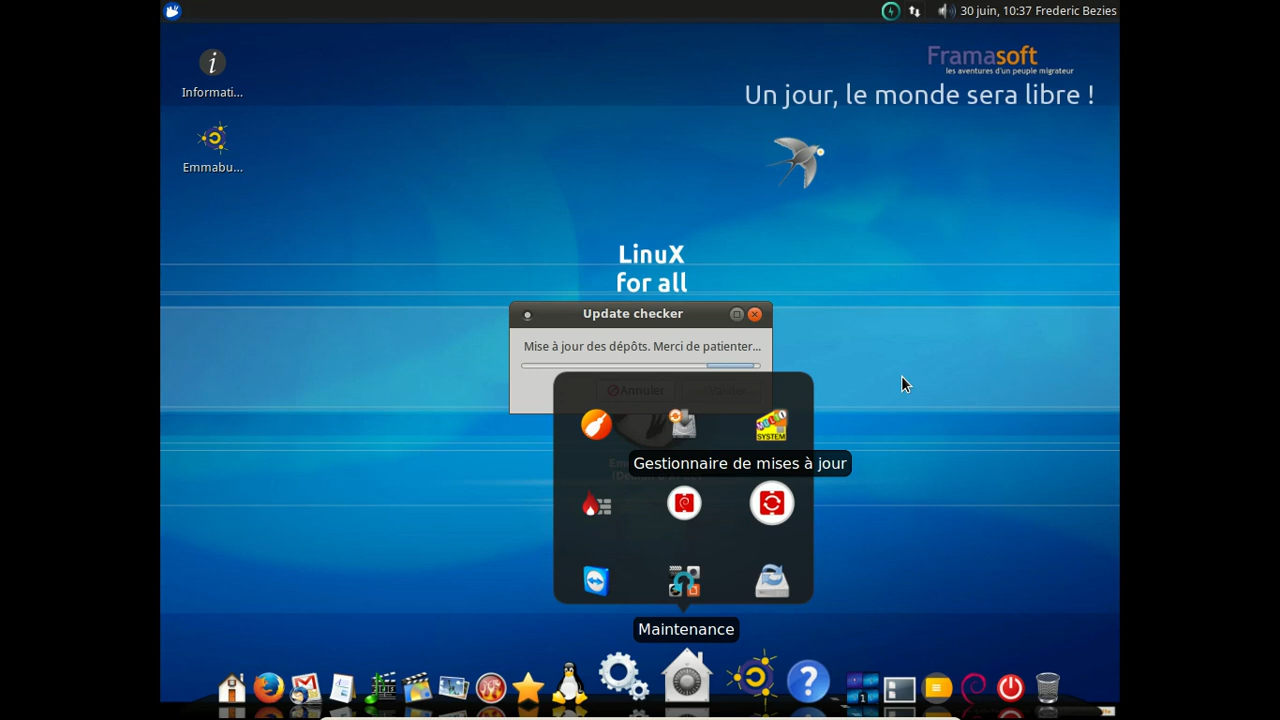 30 juin, 10:37 Frederic Bezies
Informati...
Emmabu...
Framasoft
les aventures d'un peuple migrateur
Un jour, le monde sera libre !
LinuX
for all
Update checker
Mise à jour des dépôts. Merci de patienter...
Annuler
MULTI
SYSTEM
Gestionnaire de mises à jour
Maintenance
1